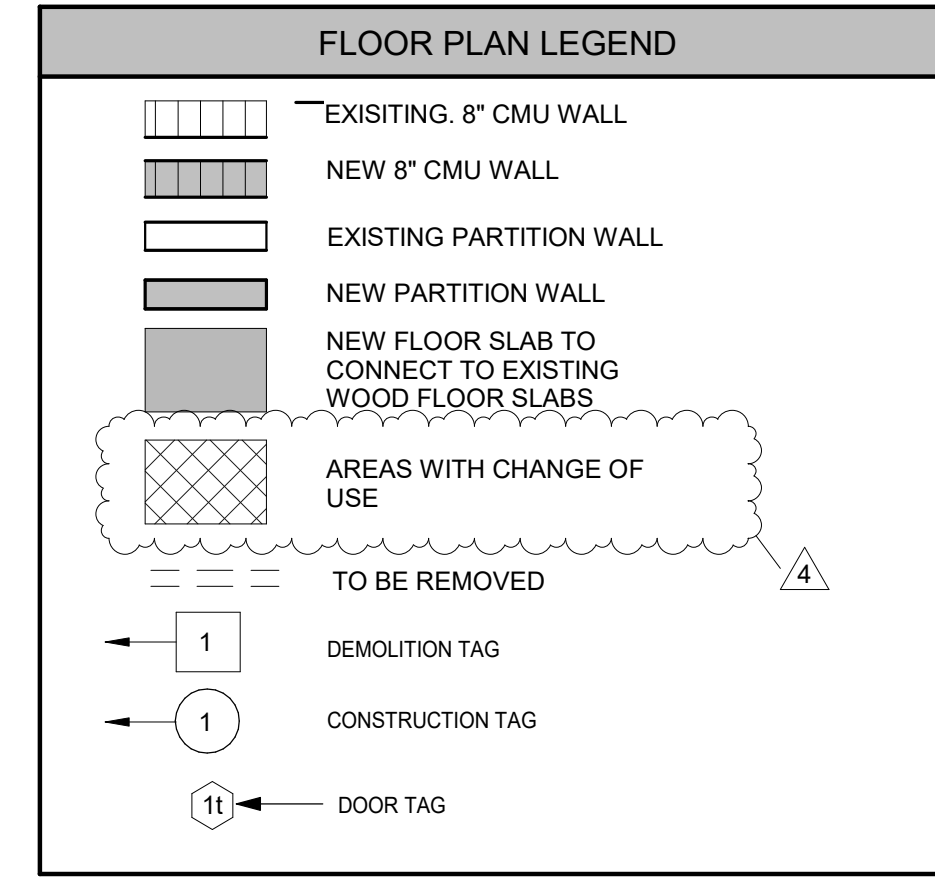 FLOOR PLAN LEGEND
EXISITING. 8" CMU WALL
NEW 8" CMU WALL
EXISTING PARTITION WALL
NEW PARTITION WALL
NEW FLOOR SLAB TO
CONNECT TO EXISTING
WOOD FLOOR SLABS
AREAS WITH CHANGE OF
USE
4
TO BE REMOVED
1
DEMOLITION TAG
1
CONSTRUCTION TAG
1t
DOOR TAG